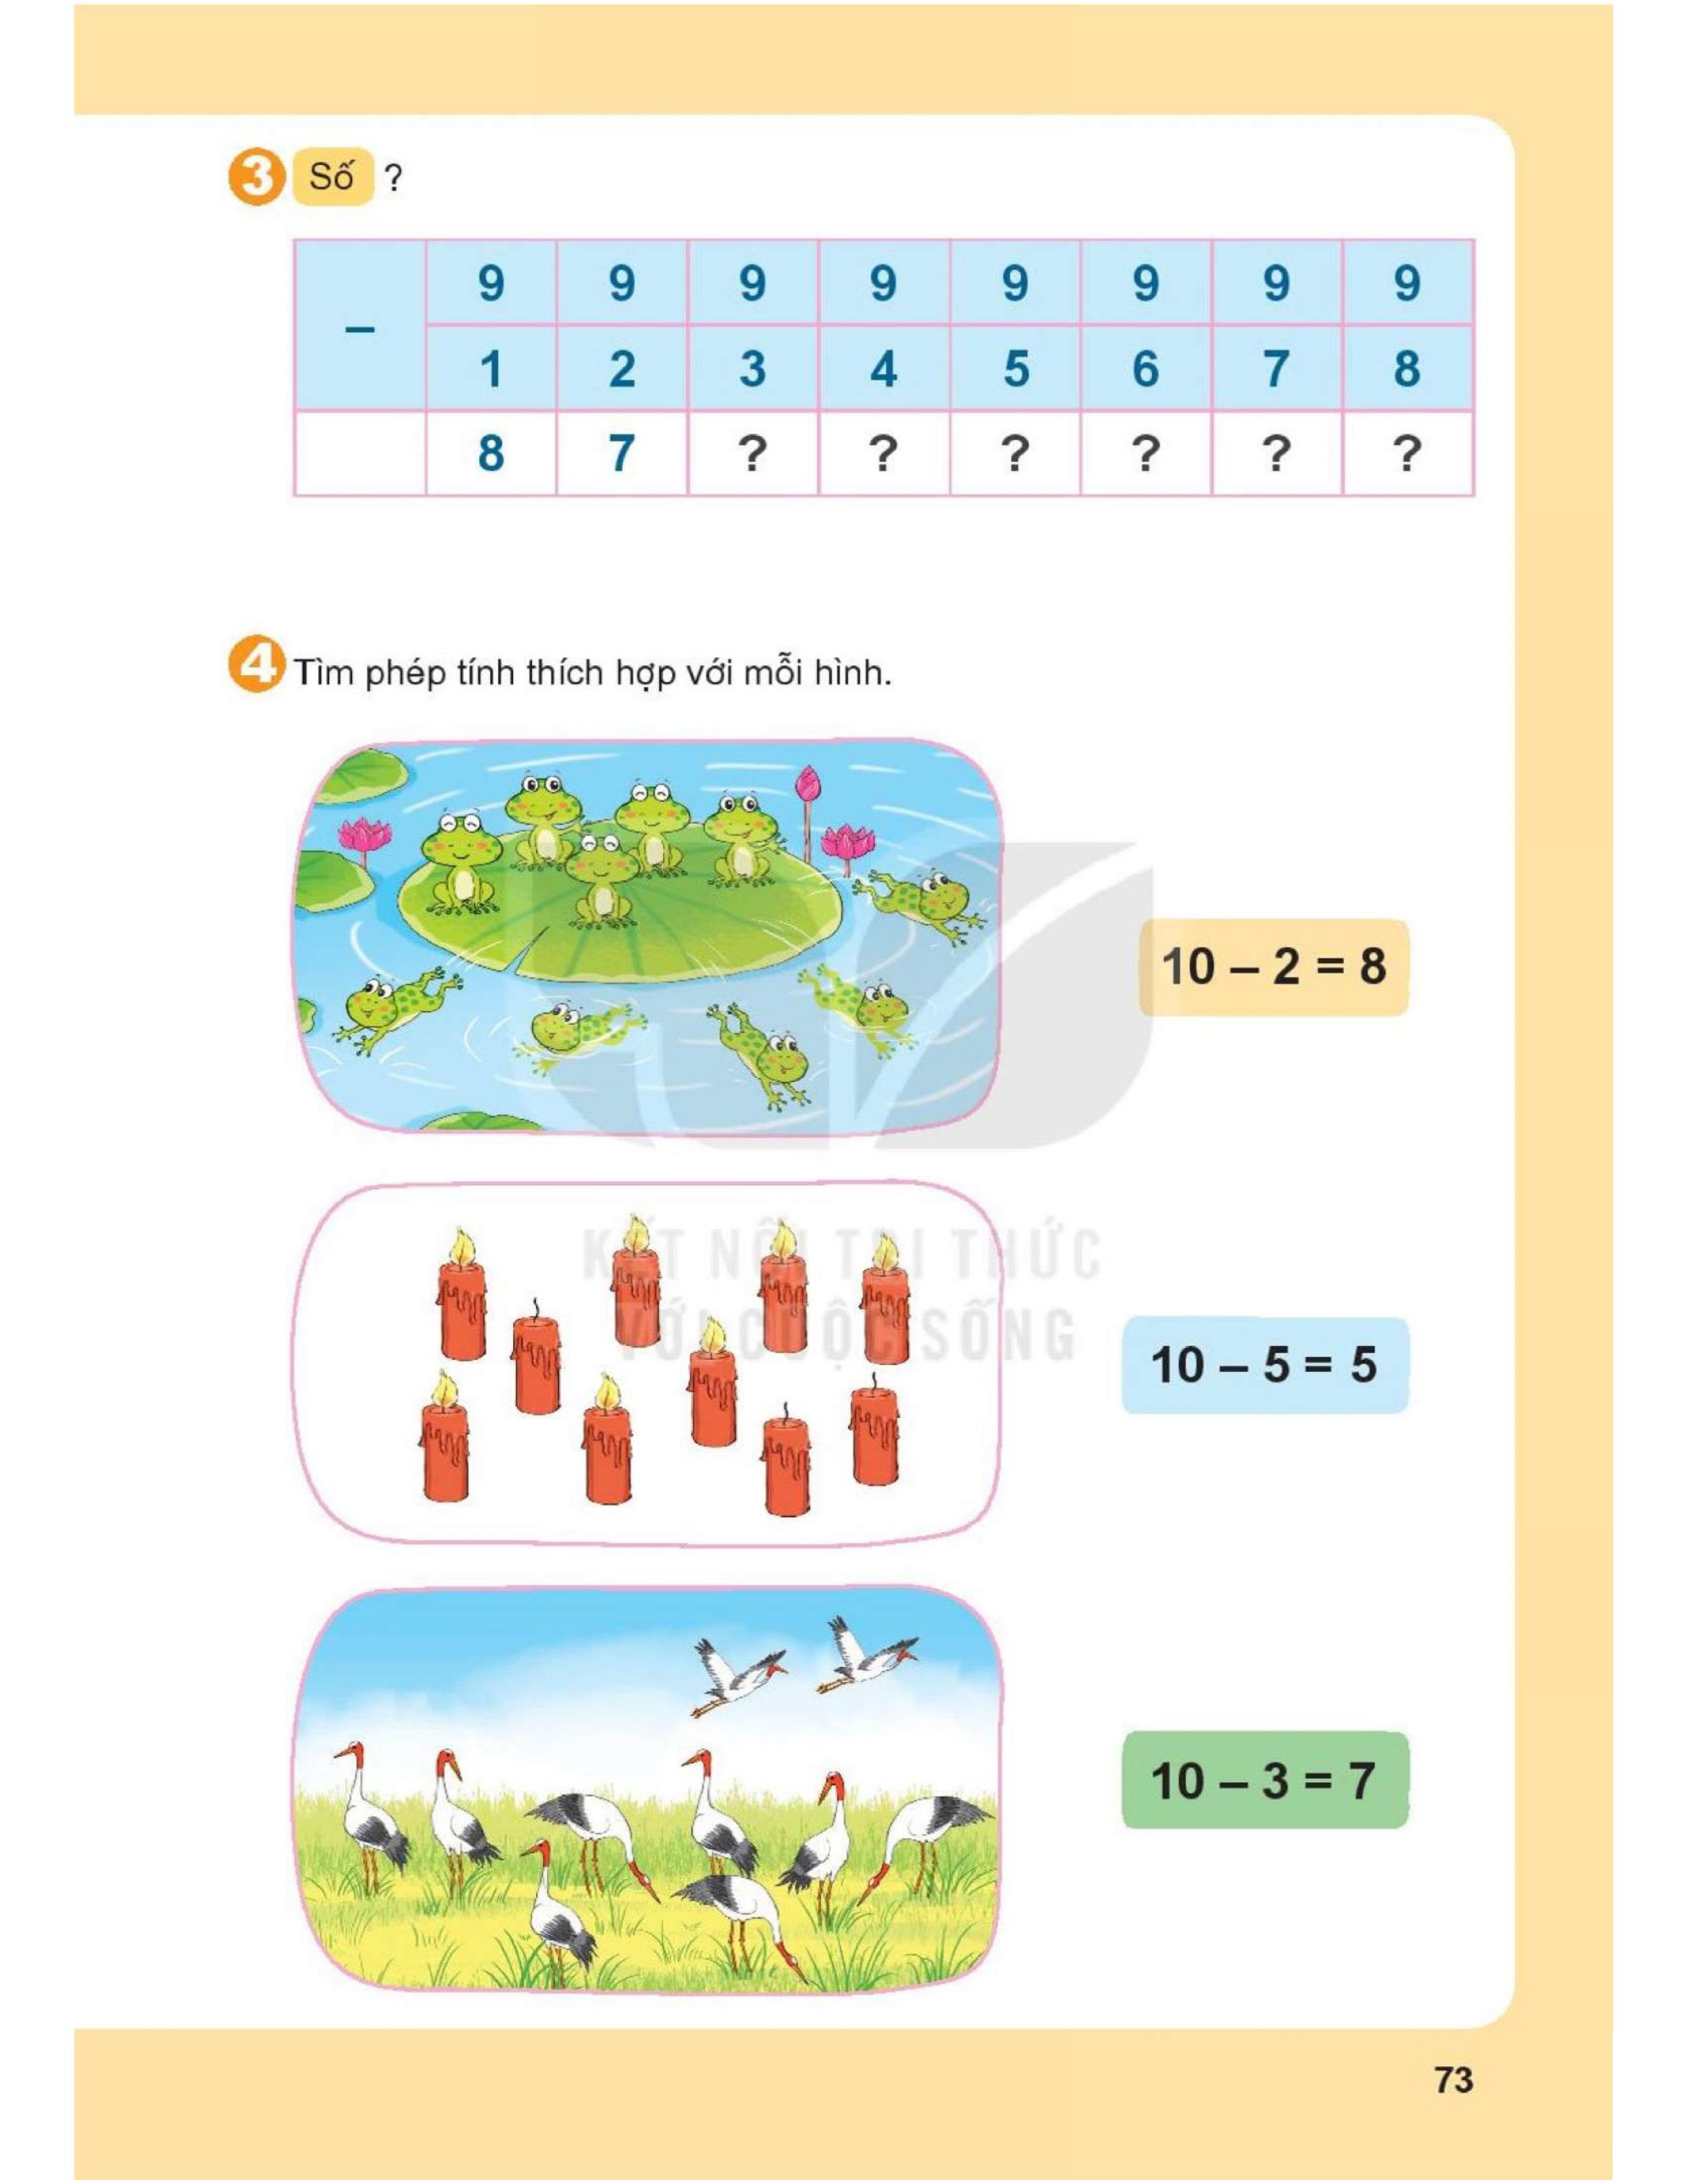 3 Số ?
– 9 9 9 9 9 9 9 9
1 2 3 4 5 6 7 8
8 7 ? ? ? ? ? ?
4 Tìm phép tính thích hợp với mỗi hình.
10 – 2 = 8
KẾT NỐI TRI THỨC
VỚI CUỘC SỐNG
10 – 5 = 5
10 – 3 = 7
73